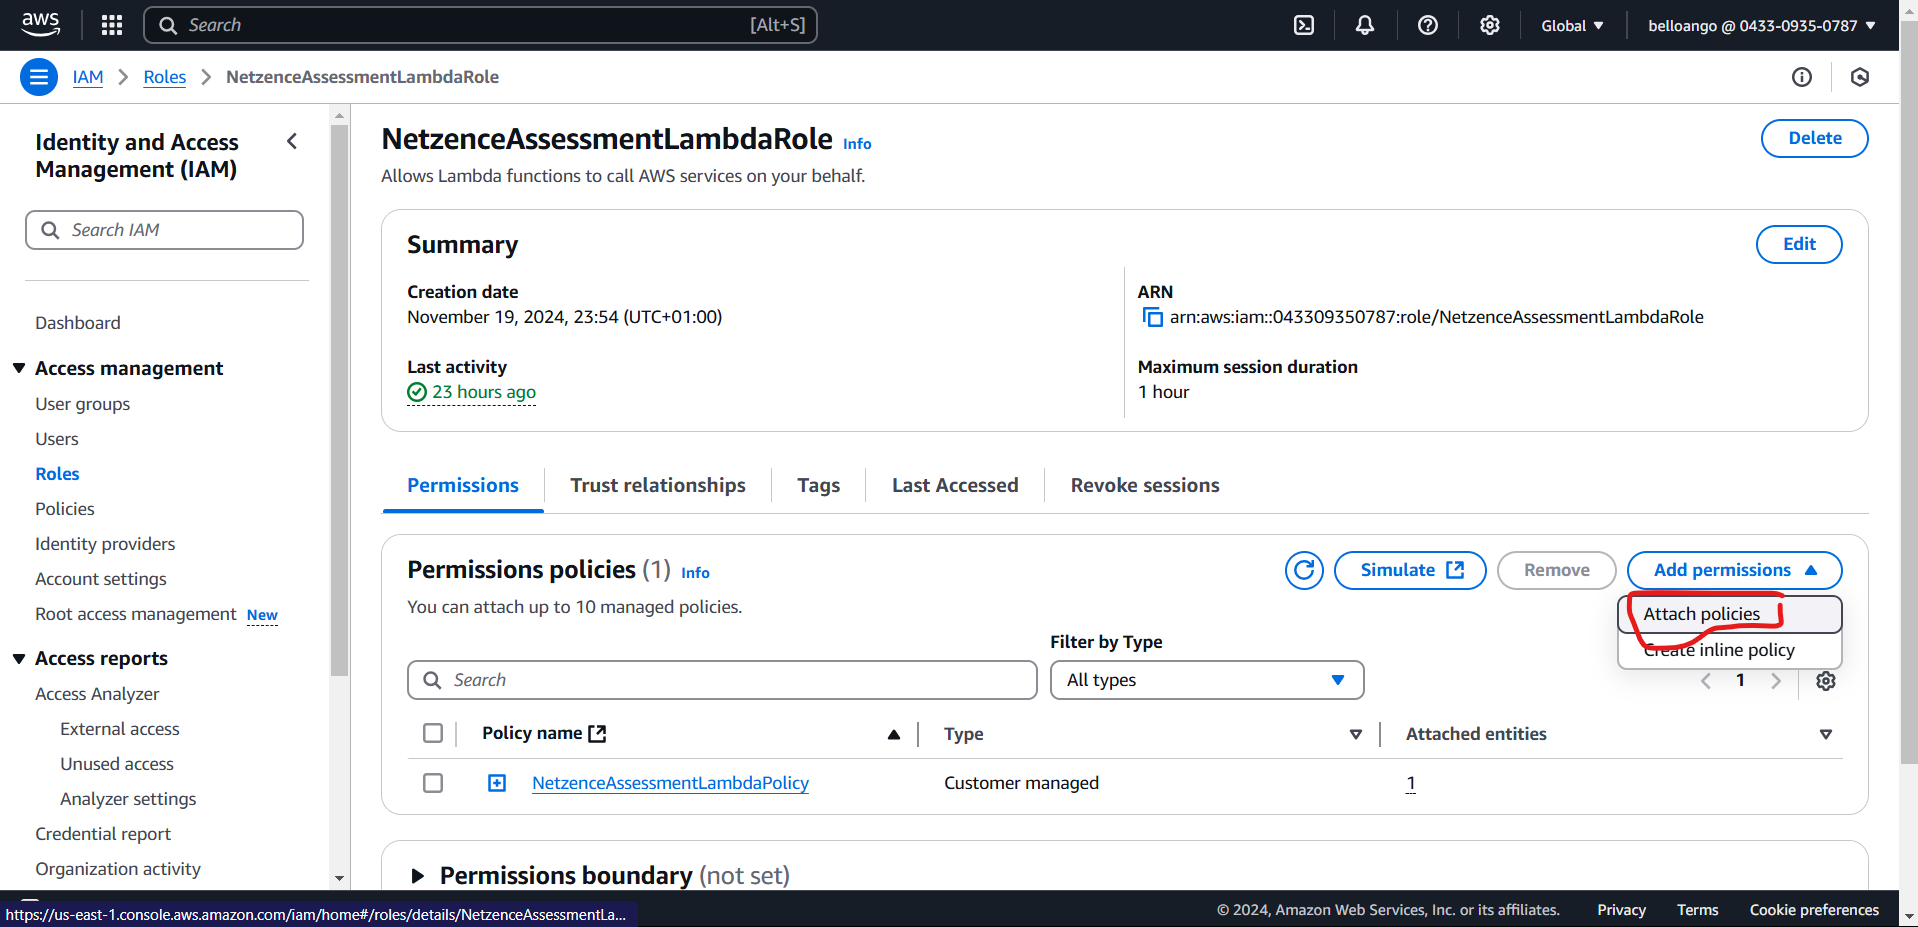 aws
Search
[Alt+S]
Global
belloango @ 0433-0935-0787
IAM
Roles
NetzenceAssessmentLambdaRole
Identity and Access
Management (IAM)
Search IAM
Dashboard
Access management
User groups
Users
Roles
Policies
Identity providers
Account settings
Root access management New
Access reports
Access Analyzer
External access
Unused access
Analyzer settings
Credential report
Organization activity
NetzenceAssessmentLambdaRole Info
Delete
Allows Lambda functions to call AWS services on your behalf.
Summary
Edit
Creation date
November 19, 2024, 23:54 (UTC+01:00)
ARN
arn:aws:iam::043309350787:role/NetzenceAssessmentLambdaRole
Last activity
23 hours ago
Maximum session duration
1 hour
Permissions
Trust relationships
Tags
Last Accessed
Revoke sessions
Permissions policies (1) Info
Simulate
Remove
Add permissions
You can attach up to 10 managed policies.
Attach policies
Create inline policy
Filter by Type
Search
All types
1
Policy name
Type
Attached entities
NetzenceAssessmentLambdaPolicy
Customer managed
1
Permissions boundary (not set)
https://us-east-1.console.aws.amazon.com/iam/home#/roles/details/NetzenceAssessmentLa...
© 2024, Amazon Web Services, Inc. or its affiliates.
Privacy
Terms
Cookie preferences